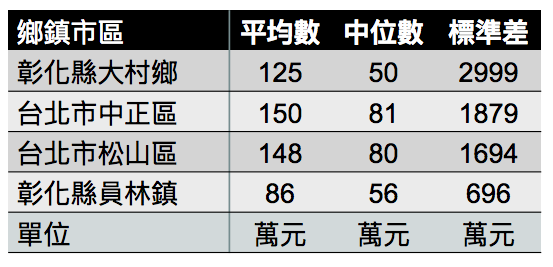 鄉鎮市區 平均數 中位數 標準差
彰化縣大村鄉 125 50 2999
台北市中正區 150 81 1879
台北市松山區 148 80 1694
彰化縣員林鎮 86 56 696
單位 萬元 萬元 萬元